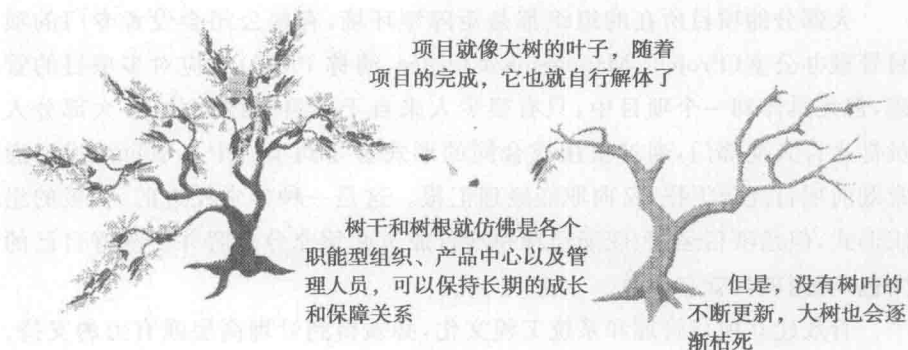 项目就像大树的叶子，随着
项目的完成，它也就自行解体了
树干和树根就仿佛是各个
职能型组织、产品中心以及管
理人员，可以保持长期的成长
和保障关系
但是，没有树叶的
不断更新，大树也会逐
渐枯死